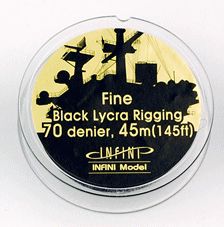 Fine
Black Lycra Rigging
70 denier, 45m(145ft)
INFINI
INFINI Model